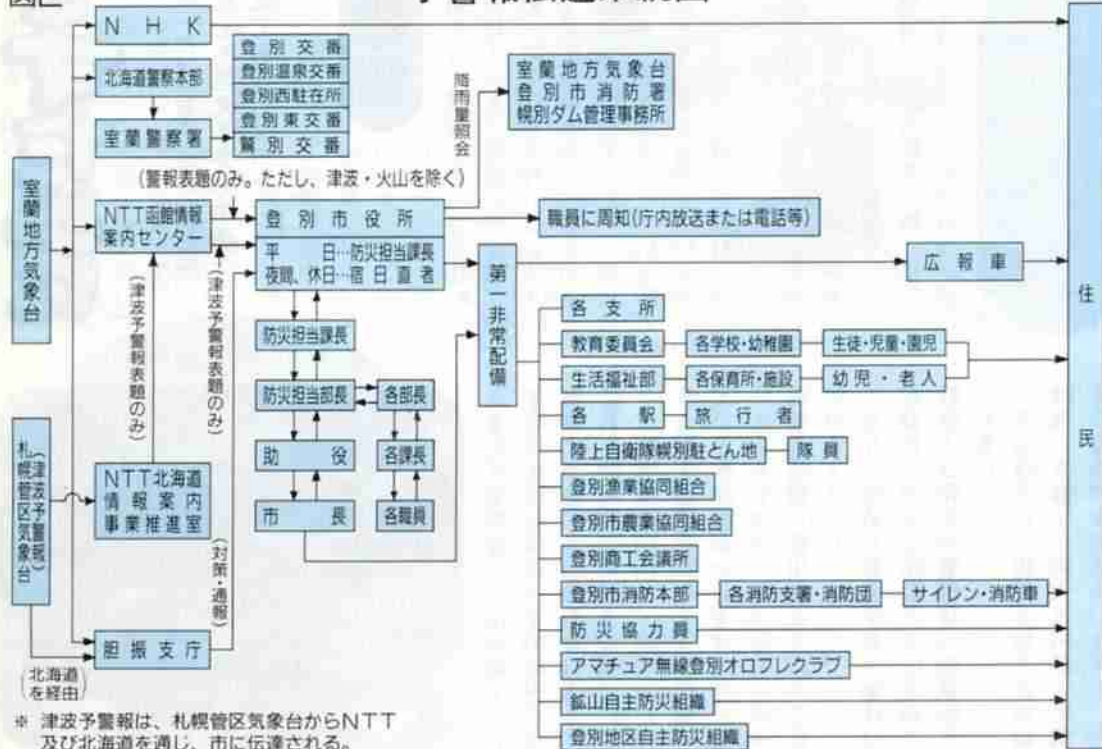 NHK
北海道警察本部
室蘭警察署
登別交番
登別温泉交番
登別西駐在所
登別東交番
鷲別交番
降雨量照会
室蘭地方気象台
登別市消防署
幌別ダム管理事務所
(警報表題のみ。ただし、津波・火山を除く)
室蘭地方気象台
NTT函館情報
案内センター
登別市役所
平日…防災担当課長
夜間、休日…宿日直者
職員に周知(庁内放送または電話等)
第一非常配備
広報車
住民
(津波予警報表題のみ)
(津波予警報表題のみ)
防災担当課長
防災担当部長
各部長
助役
各課長
市長
各職員
各支所
教育委員会
各学校・幼稚園
生徒・児童・園児
生活福祉部
各保育所・施設
幼児・老人
各駅
旅行者
陸上自衛隊幌別駐とん地
隊員
登別漁業協同組合
登別市農業協同組合
登別商工会議所
登別市消防本部
各消防支署・消防団
サイレン・消防車
防災協力員
アマチュア無線登別オロフレクラブ
鉱山自主防災組織
登別地区自主防災組織
札幌管区気象台
(津波予警報)
NTT北海道
情報案内
事業推進室
(対策・通報)
胆振支庁
(北海道
を経由)
※ 津波予警報は、札幌管区気象台からNTT
及び北海道を通じ、市に伝達される。